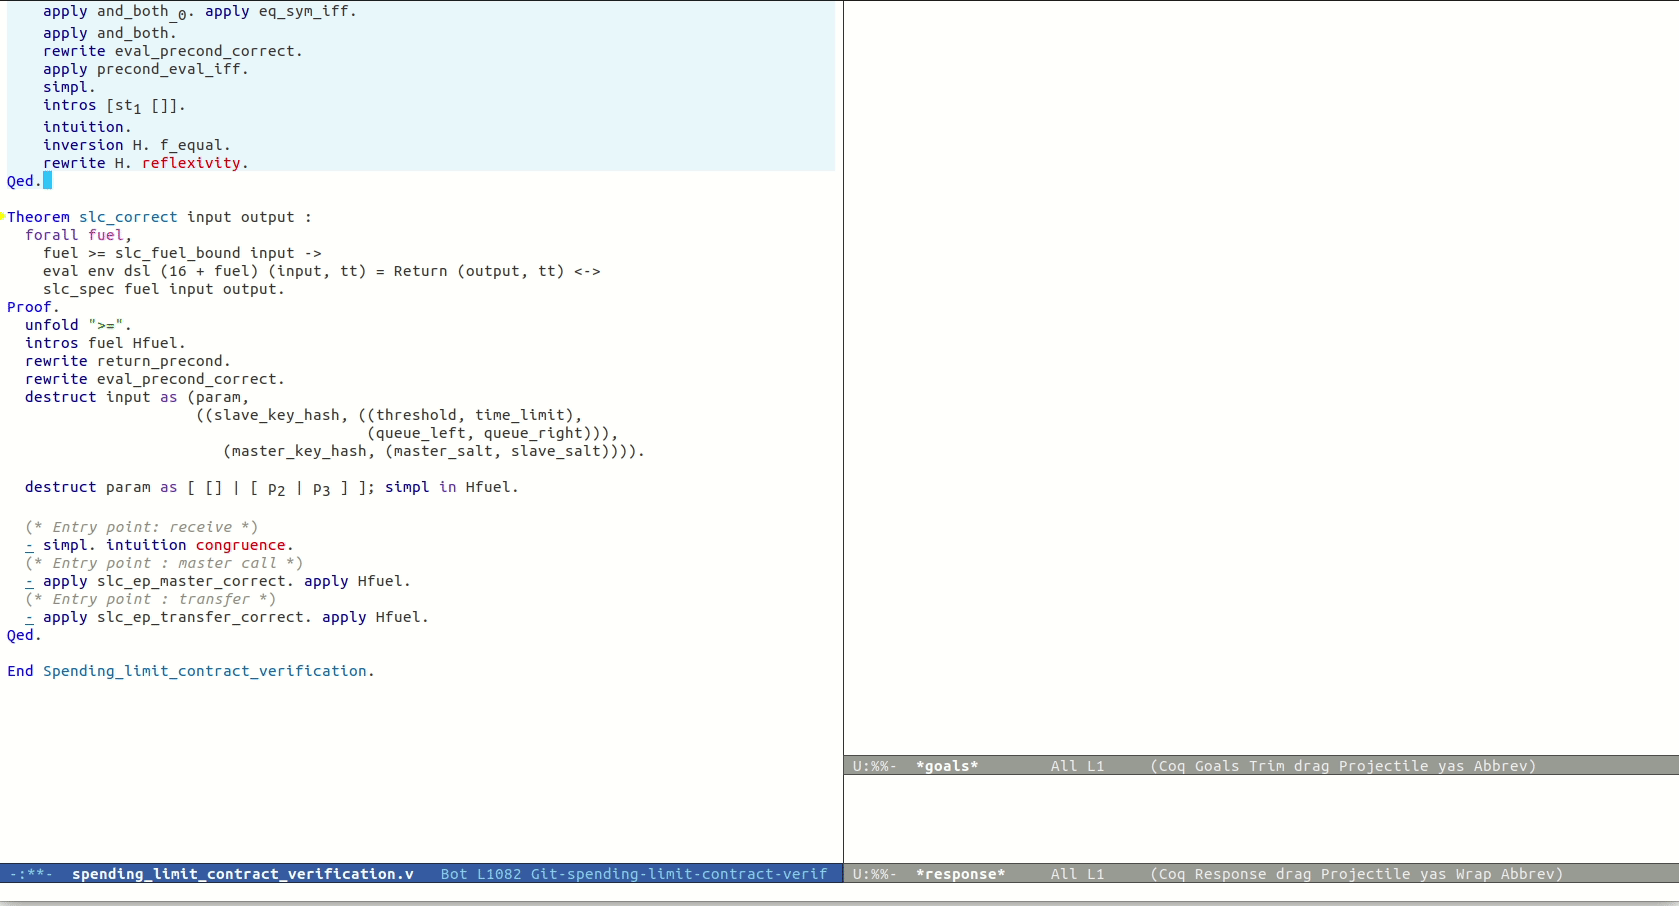 apply and_both_0. apply eq_sym_iff.
apply and_both.
rewrite eval_precond_correct.
apply precond_eval_iff.
simpl.
intros [st1 []].
intuition.
inversion H. f_equal.
rewrite H. reflexivity.
Qed.
Theorem slc_correct input output :
forall fuel,
fuel >= slc_fuel_bound input ->
eval env dsl (16 + fuel) (input, tt) = Return (output, tt) <->
slc_spec fuel input output.
Proof.
unfold ">=".
intros fuel Hfuel.
rewrite return_precond.
rewrite eval_precond_correct.
destruct input as (param,
((slave_key_hash, ((threshold, time_limit),
(queue_left, queue_right))),
(master_key_hash, (master_salt, slave_salt)))).
destruct param as [ [] | [ p2 | p3 ] ]; simpl in Hfuel.
(* Entry point: receive *)
- simpl. intuition congruence.
(* Entry point : master call *)
- apply slc_ep_master_correct. apply Hfuel.
(* Entry point : transfer *)
- apply slc_ep_transfer_correct. apply Hfuel.
Qed.
End Spending_limit_contract_verification.
-:**- spending_limit_contract_verification.v Bot L1082 Git-spending-limit-contract-verif
U:%%- *goals* All L1 (Coq Goals Trim drag Projectile yas Abbrev)
U:%%- *response* All L1 (Coq Response drag Projectile yas Wrap Abbrev)